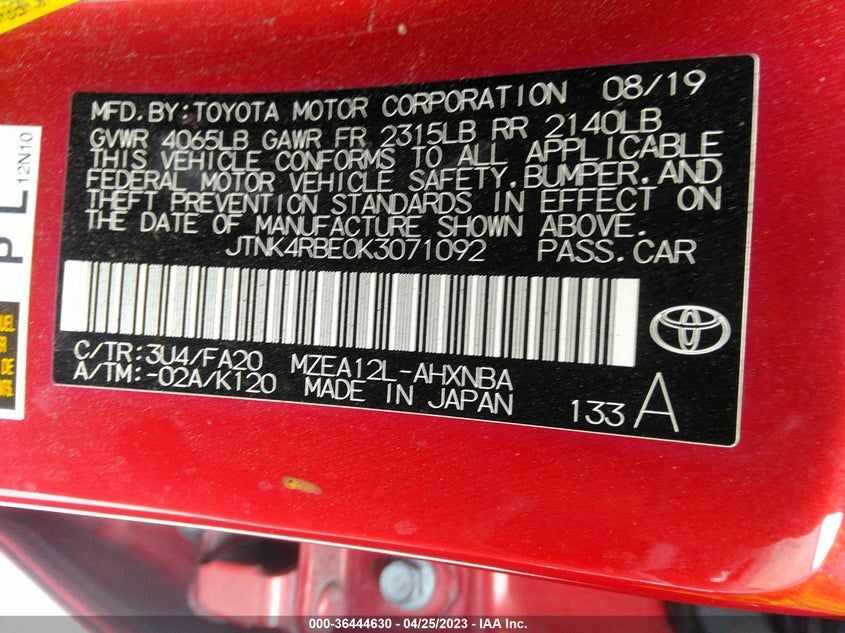 MFD.BY:TOYOTA MOTOR CORPORATION 08/19
GVWR 4065LB GAWR FR 2315LB RR 2140LB
THIS VEHICLE CONFORMS TO ALL APPLICABLE
FEDERAL MOTOR VEHICLE SAFETY,BUMPER,AND
THEFT PREVENTION STANDARDS IN EFFECT ON
THE DATE OF MANUFACTURE SHOWN ABOVE.
JTNK4RBE0K3071092 PASS.CAR
C/TR:3U4/FA20 MZEA12L-AHXNBA
A/TM:-02A/K120 MADE IN JAPAN
133 A
PL
12N10
DE
000-36444630 - 04/25/2023 - IAA Inc.